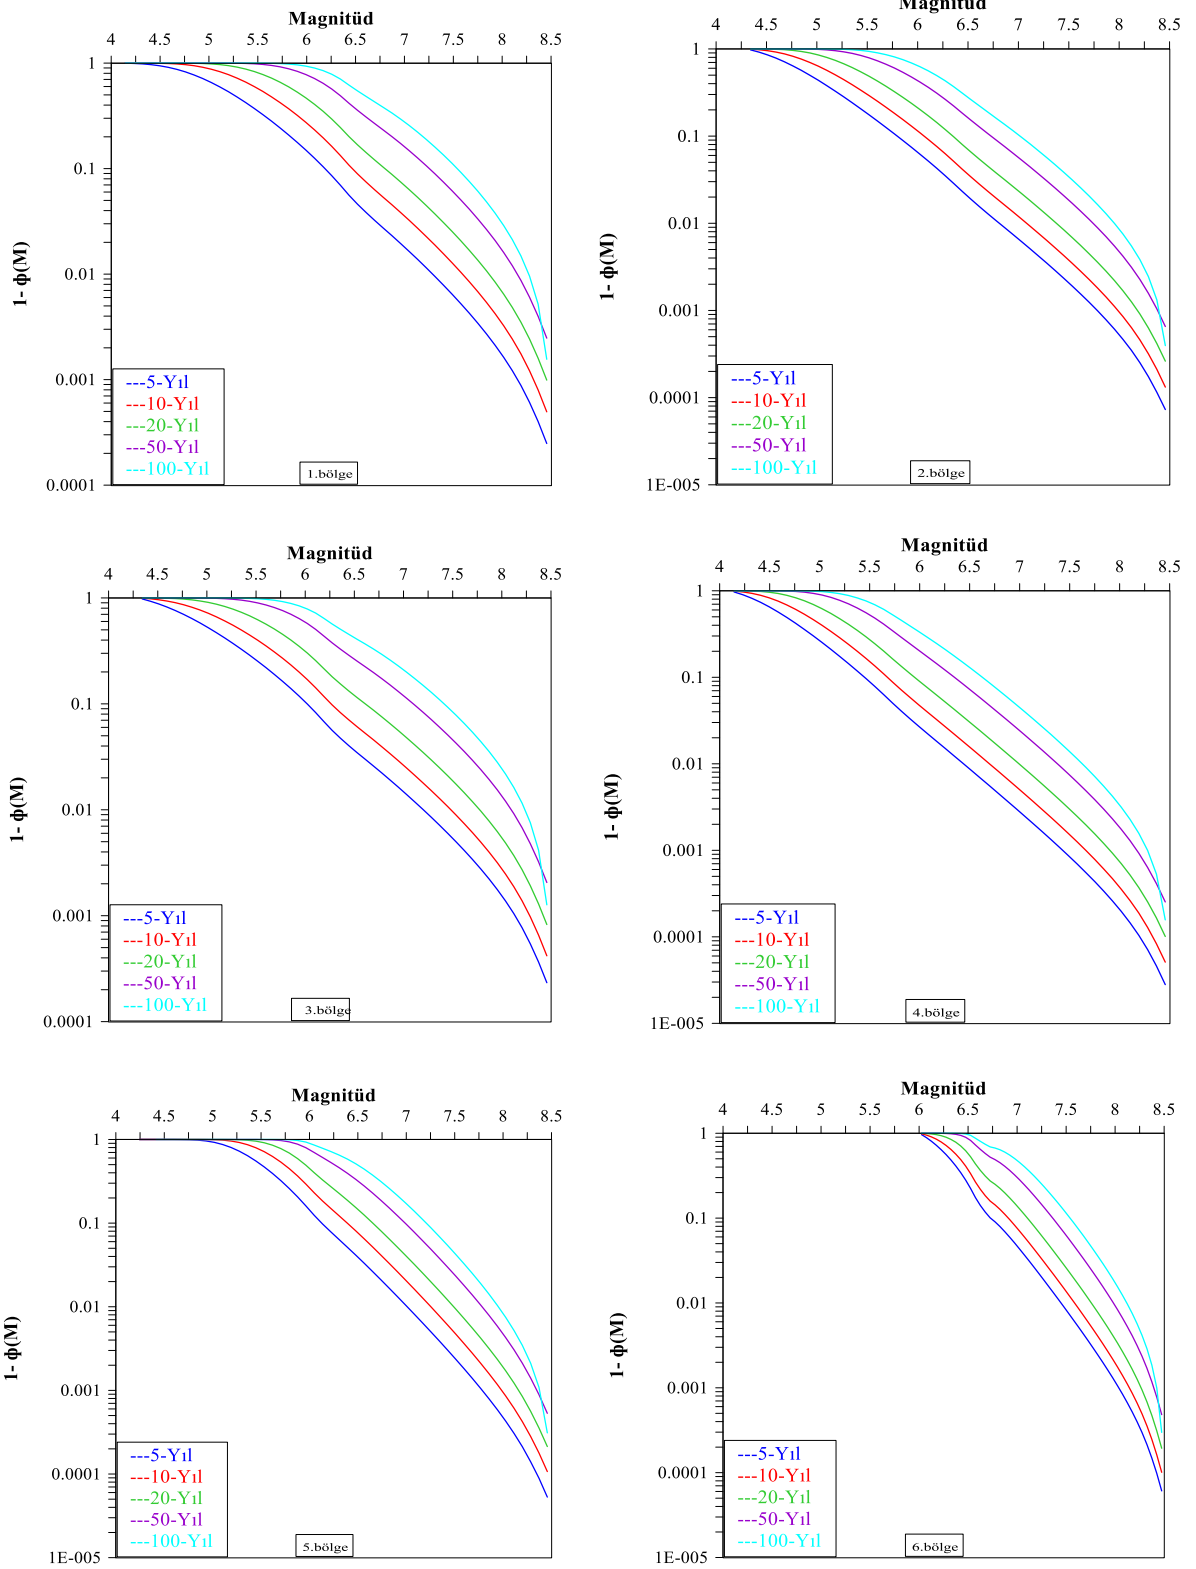 Magnitüd
4 4.5 5 5.5 6 6.5 7 7.5 8 8.5
1
0.1
0.01
0.001
0.0001
1- ϕ(M)
---5-Yıl
---10-Yıl
---20-Yıl
---50-Yıl
---100-Yıl
1.bölge
Magnitüd
4 4.5 5 5.5 6 6.5 7 7.5 8 8.5
1
0.1
0.01
0.001
0.0001
1E-005
1- ϕ(M)
---5-Yıl
---10-Yıl
---20-Yıl
---50-Yıl
---100-Yıl
2.bölge
Magnitüd
4 4.5 5 5.5 6 6.5 7 7.5 8 8.5
1
0.1
0.01
0.001
0.0001
1- ϕ(M)
---5-Yıl
---10-Yıl
---20-Yıl
---50-Yıl
---100-Yıl
3.bölge
Magnitüd
4 4.5 5 5.5 6 6.5 7 7.5 8 8.5
1
0.1
0.01
0.001
0.0001
1E-005
1- ϕ(M)
---5-Yıl
---10-Yıl
---20-Yıl
---50-Yıl
---100-Yıl
4.bölge
Magnitüd
4 4.5 5 5.5 6 6.5 7 7.5 8 8.5
1
0.1
0.01
0.001
0.0001
1E-005
1- ϕ(M)
---5-Yıl
---10-Yıl
---20-Yıl
---50-Yıl
---100-Yıl
5.bölge
Magnitüd
4 4.5 5 5.5 6 6.5 7 7.5 8 8.5
1
0.1
0.01
0.001
0.0001
1E-005
1- ϕ(M)
---5-Yıl
---10-Yıl
---20-Yıl
---50-Yıl
---100-Yıl
6.bölge